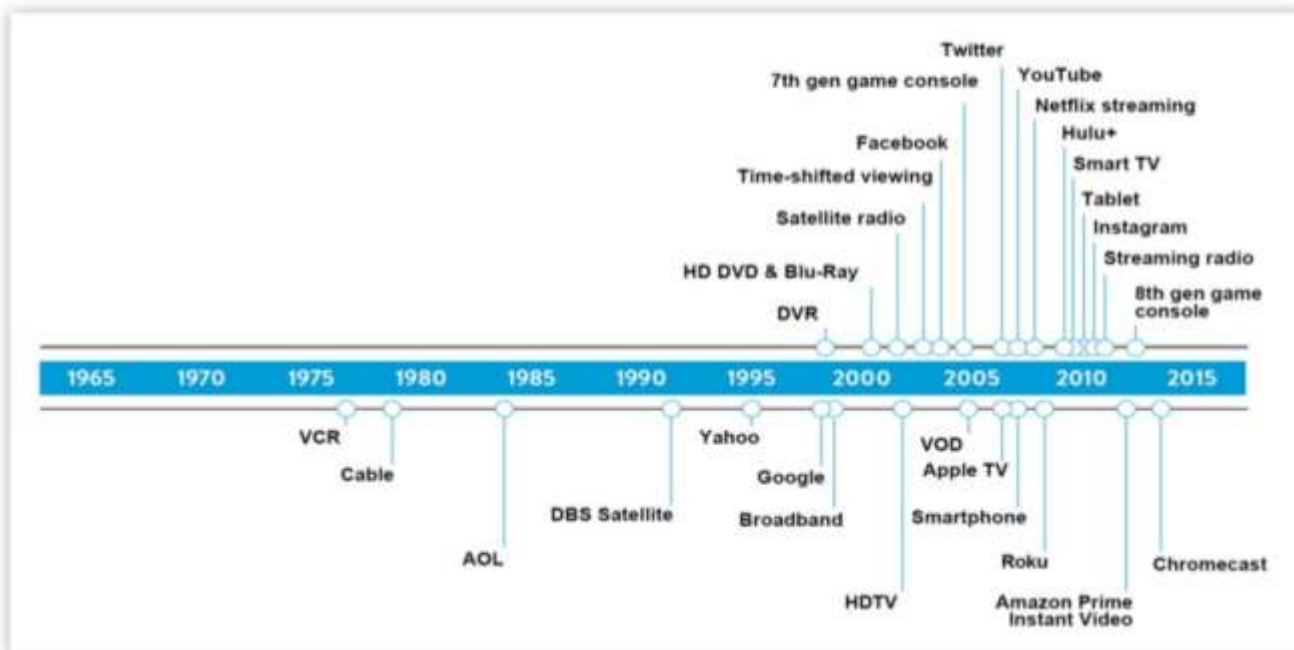 Twitter
7th gen game console
YouTube
Netflix streaming
Facebook
Hulu+
Time-shifted viewing
Smart TV
Tablet
Satellite radio
Instagram
HD DVD & Blu-Ray
Streaming radio
DVR
8th gen game
console
1965 1970 1975 1980 1985 1990 1995 2000 2005 2010 2015
VCR
Yahoo
VOD
Cable
Google
Apple TV
DBS Satellite
Broadband
Smartphone
AOL
Roku
Chromecast
HDTV
Amazon Prime
Instant Video